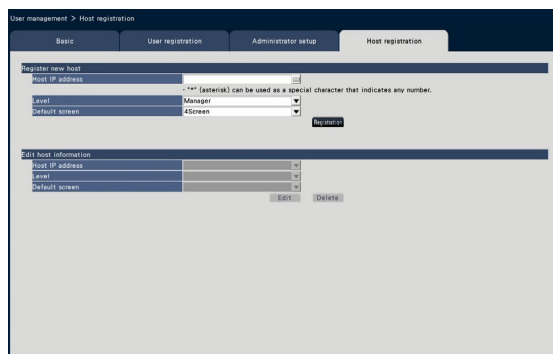 User management > Host registration
Basic User registration Administrator setup Host registration
Register new host
Host IP address
- "*" (asterisk) can be used as a special character that indicates any number.
Level Manager
Default screen 4Screen
Registration
Edit host information
Host IP address
Level
Default screen
Edit Delete